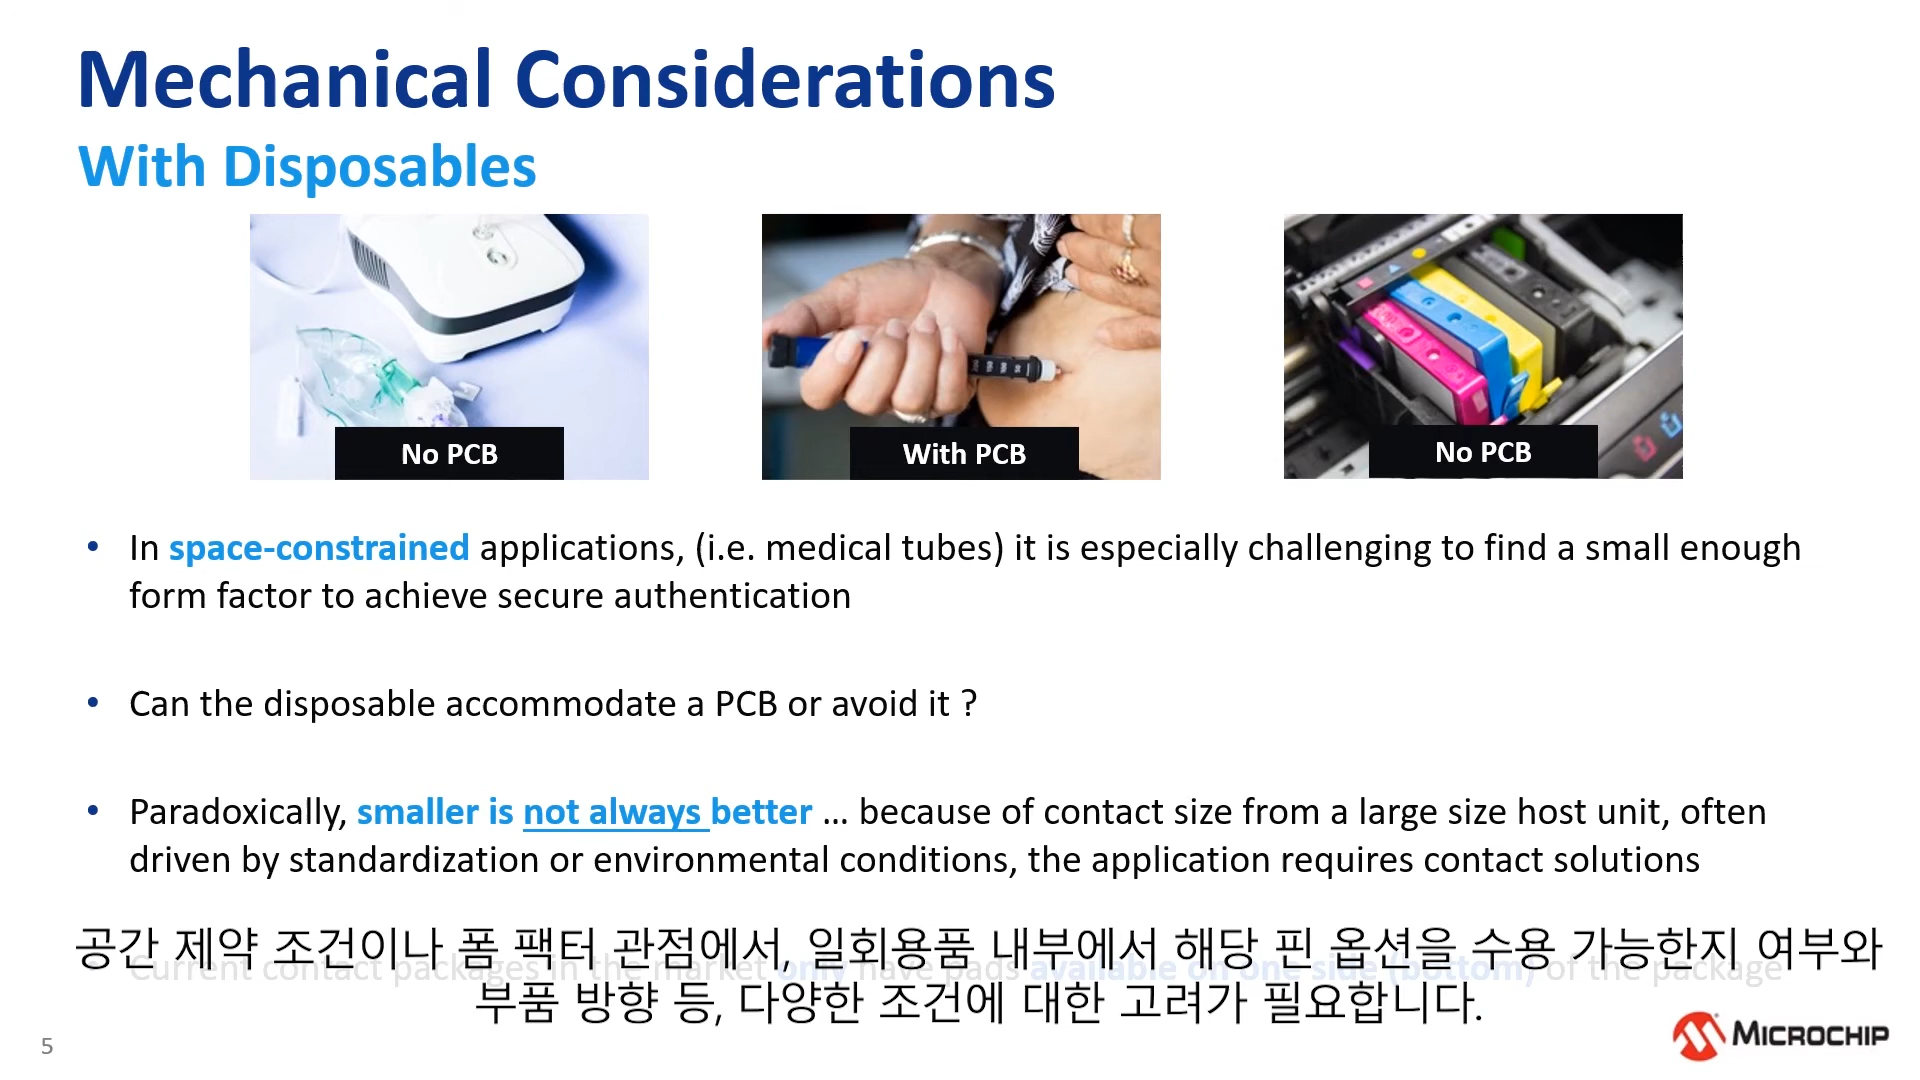 Mechanical Considerations
With Disposables
No PCB
With PCB
No PCB
• In space-constrained applications, (i.e. medical tubes) it is especially challenging to find a small enough
form factor to achieve secure authentication
• Can the disposable accommodate a PCB or avoid it ?
• Paradoxically, smaller is not always better … because of contact size from a large size host unit, often
driven by standardization or environmental conditions, the application requires contact solutions
Current contact packages in the market only have pads available on one side (bottom) of the package
공간 제약 조건이나 폼 팩터 관점에서, 일회용품 내부에서 해당 핀 옵션을 수용 가능한지 여부와
부품 방향 등, 다양한 조건에 대한 고려가 필요합니다.
5
MICROCHIP